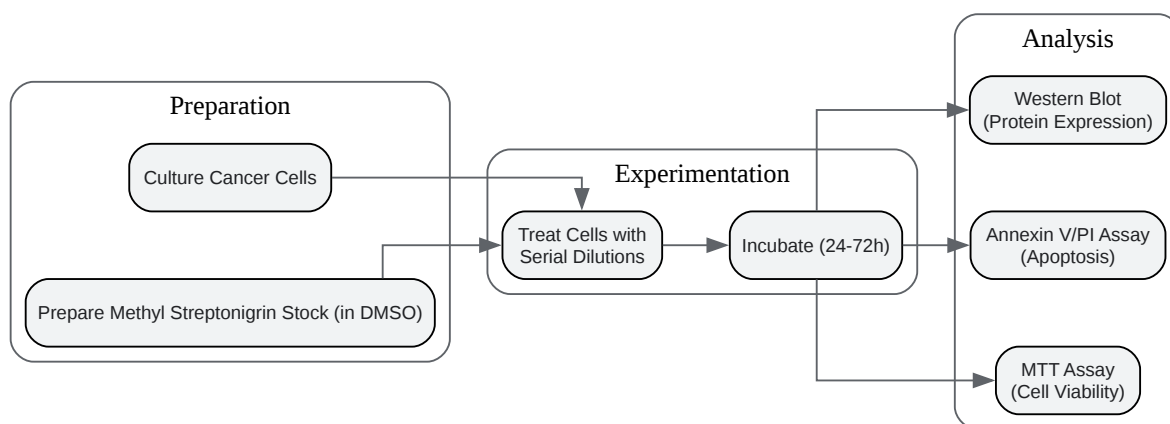 Preparation
Culture Cancer Cells
Prepare Methyl Streptonigrin Stock (in DMSO)
Experimentation
Treat Cells with
Serial Dilutions
Incubate (24-72h)
Analysis
Western Blot
(Protein Expression)
Annexin V/PI Assay
(Apoptosis)
MTT Assay
(Cell Viability)